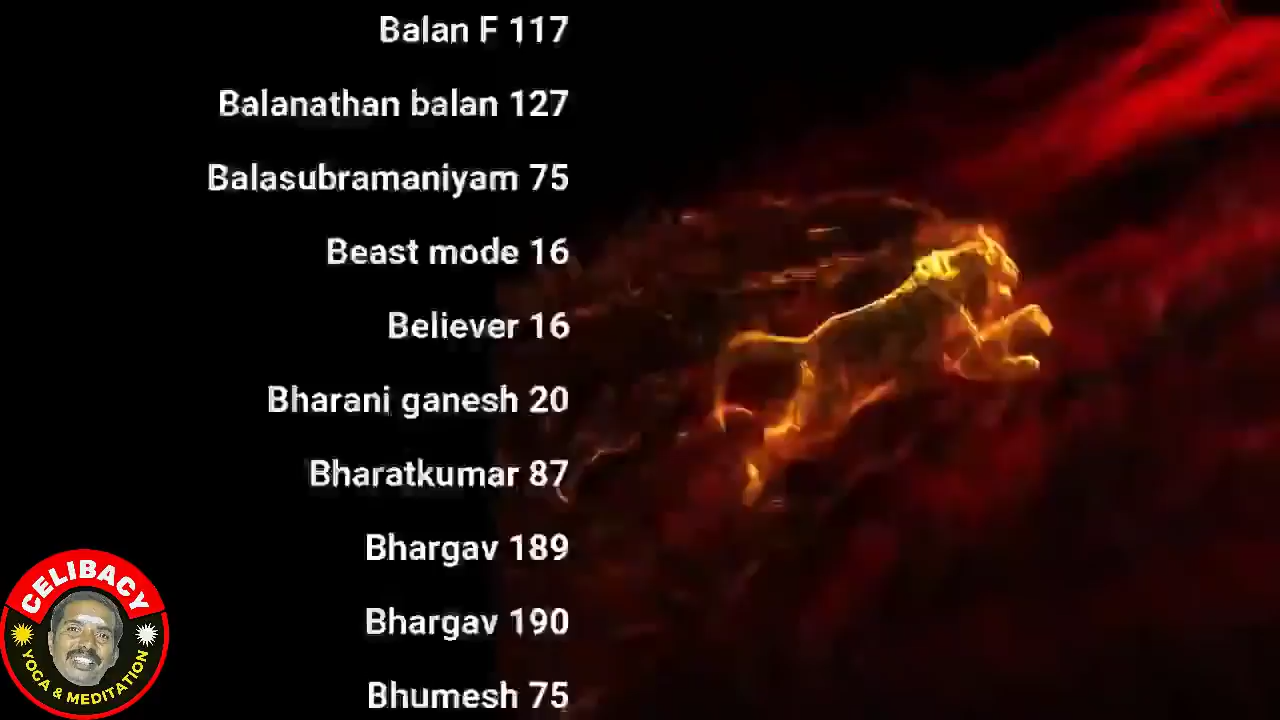 Balan F 117
Balanathan balan 127
Balasubramaniyam 75
Beast mode 16
Believer 16
Bharani ganesh 20
Bharatkumar 87
Bhargav 189
Bhargav 190
Bhumesh 75
CELIBACY
YOGA & MEDITATION